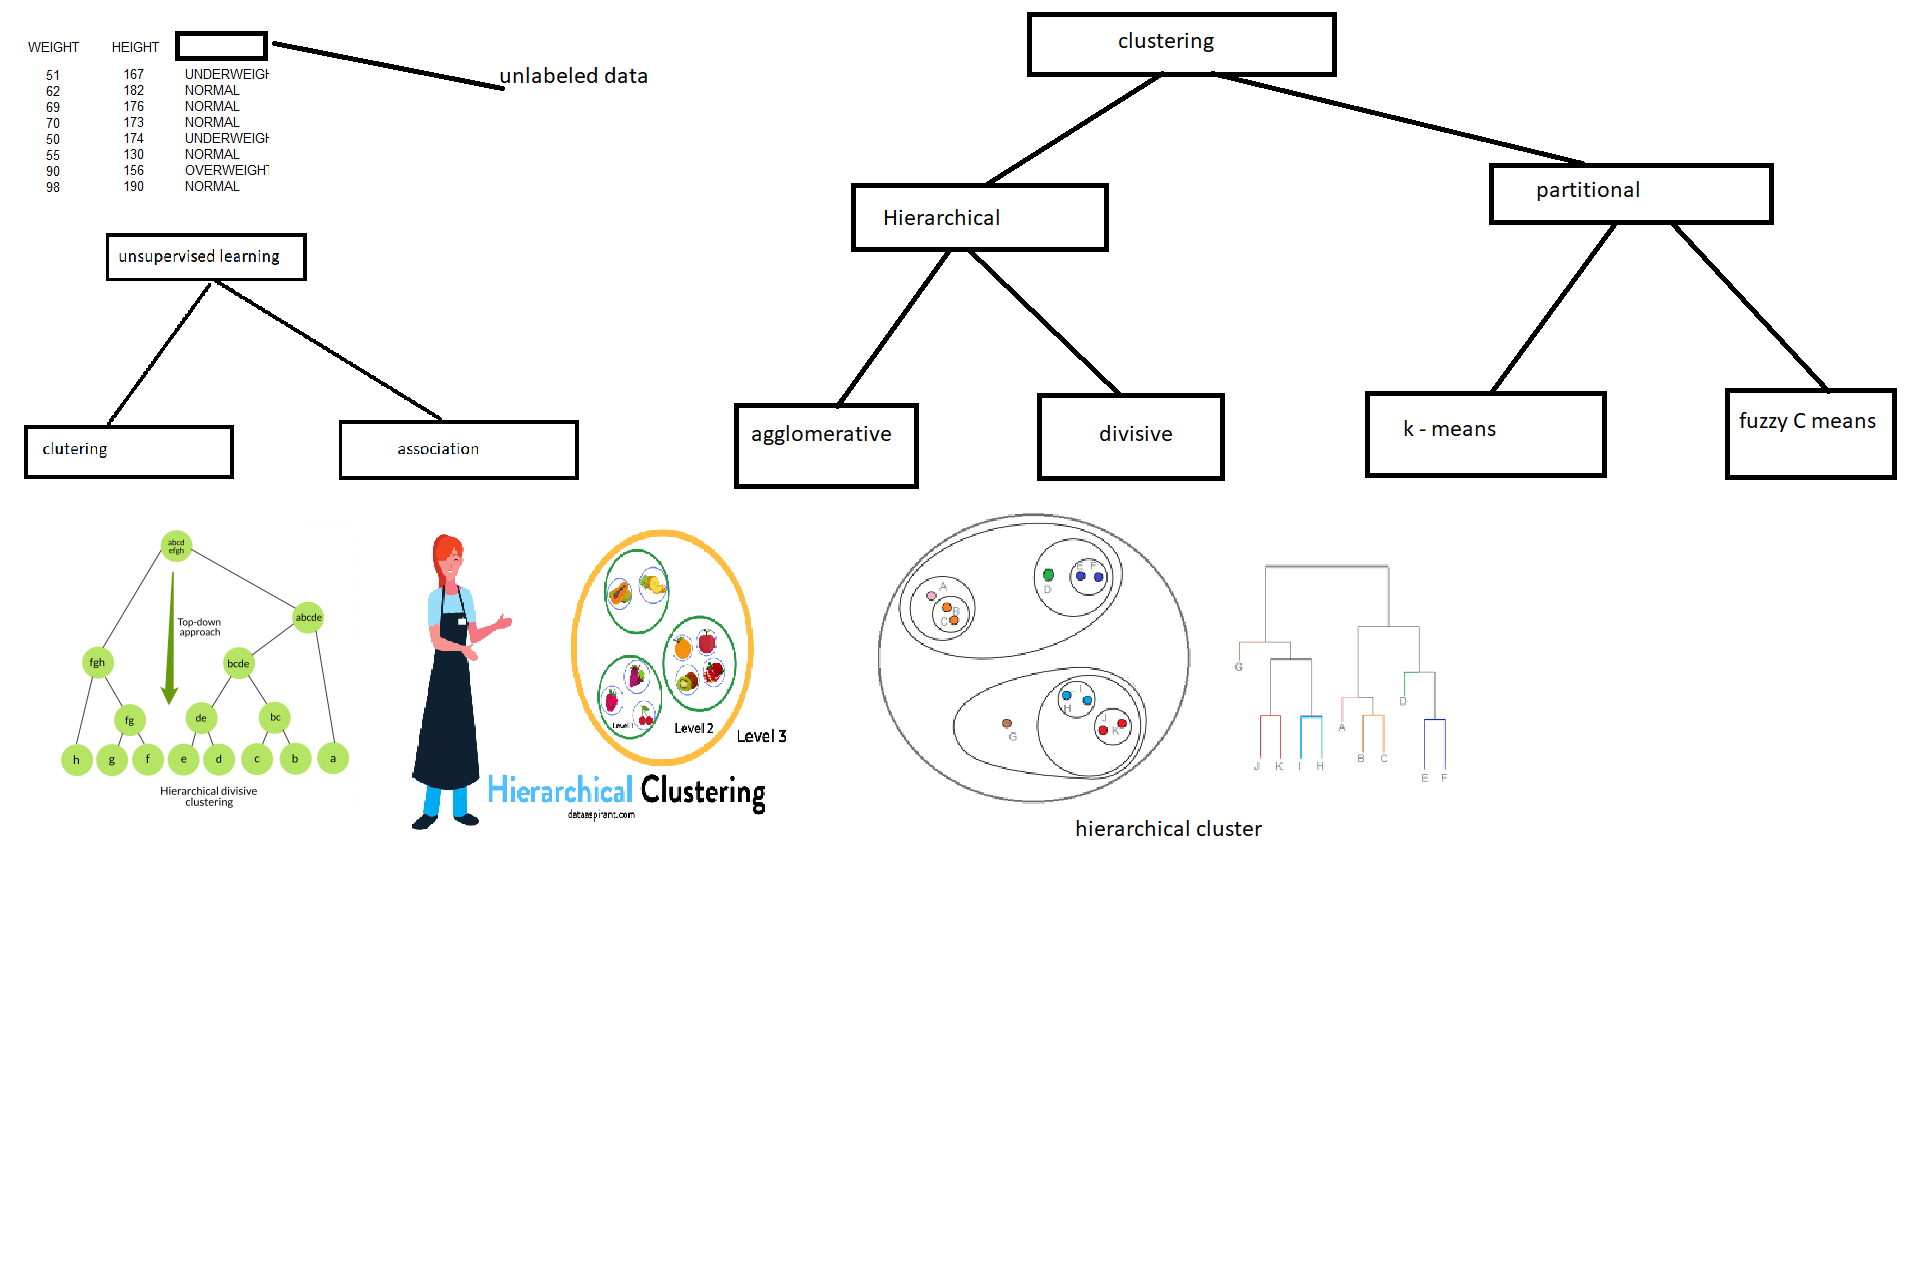 WEIGHT HEIGHT
51 167 UNDERWEIGH
62 182 NORMAL
69 176 NORMAL
70 173 NORMAL
50 174 UNDERWEIGH
55 130 NORMAL
90 156 OVERWEIGHT
98 190 NORMAL
unlabeled data
clustering
Hierarchical
partitional
agglomerative
divisive
k - means
fuzzy C means
unsupervised learning
clutering
association
abcd
efgh
Top-down
approach
abcde
fgh
bcde
fg
de
bc
h g f e d c b a
Hierarchical divisive
clustering
Level 1
Level 2
Level 3
Hierarchical Clustering
dataaspirant.com
A
B
C
D
E F
I
H
J
K
G
hierarchical cluster
G
D
A
B C
J K I H
E F